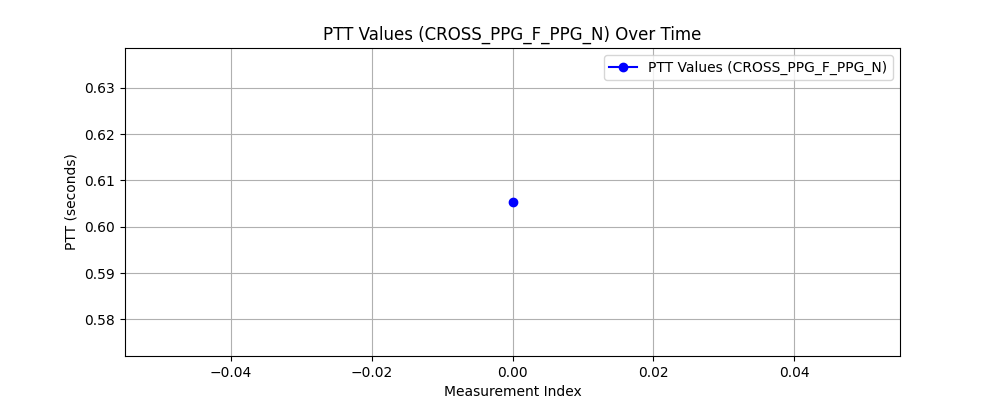 PTT Values (CROSS_PPG_F_PPG_N) Over Time
PTT Values (CROSS_PPG_F_PPG_N)
PTT (seconds)
0.63
0.62
0.61
0.60
0.59
0.58
−0.04 −0.02 0.00 0.02 0.04
Measurement Index